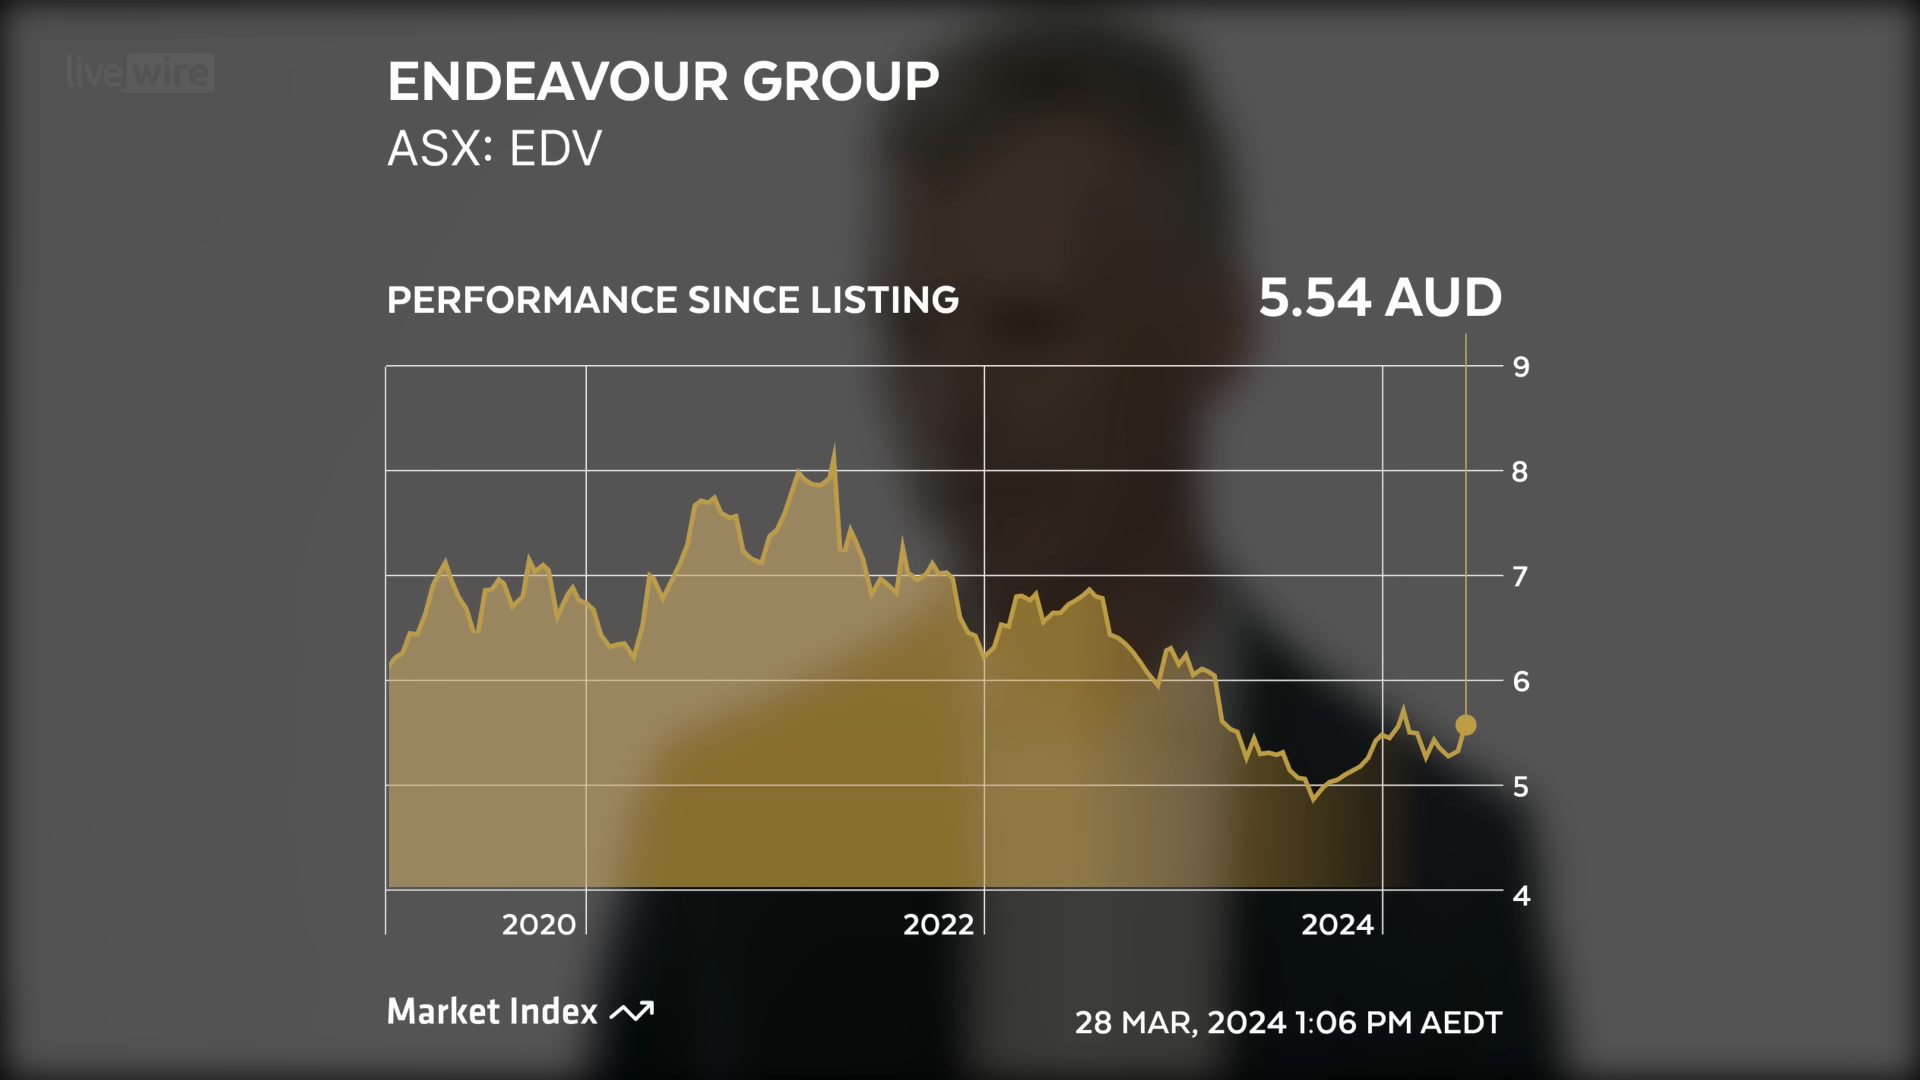 livewire
ENDEAVOUR GROUP
ASX: EDV
PERFORMANCE SINCE LISTING
5.54 AUD
9
8
7
6
5
4
2020
2022
2024
Market Index
28 MAR, 2024 1:06 PM AEDT